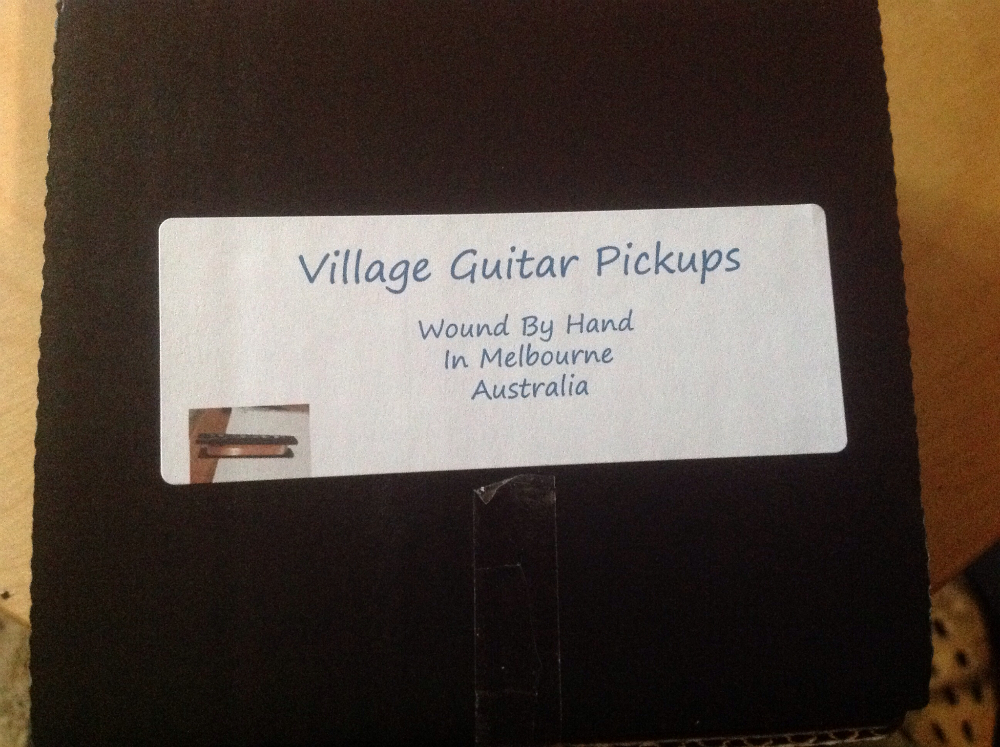 Village Guitar Pickups
Wound By Hand
In Melbourne
Australia